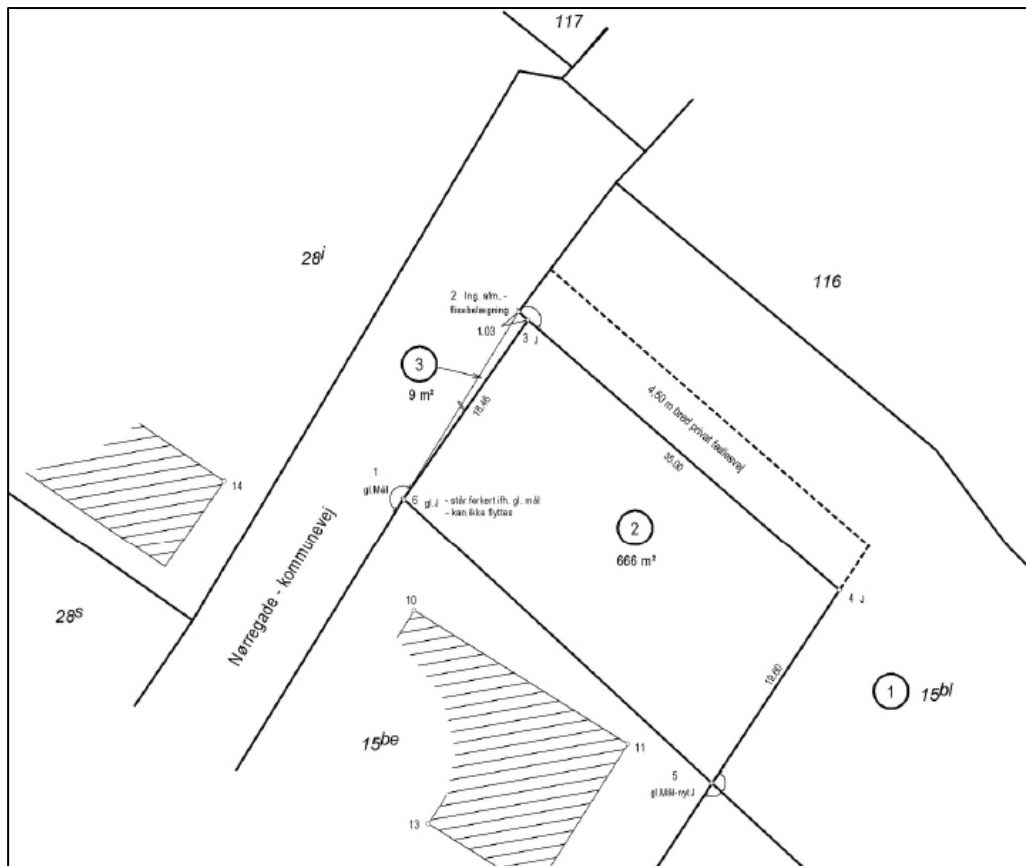 117
28i
116
2 Ing. afm. -
flisebelægning
1.03
3 J
3
9 m²
18.46
4,50 m bred privat fællesvej
35.00
14
1
gl.Mål
6 gl.J - står forkert ifh. gl. mål
- kan ikke flyttes
2
666 m²
Nørregade - kommunevej
28s
10
4 J
19.60
1
15bl
15be
11
5
gl.Mål-nyt J
13